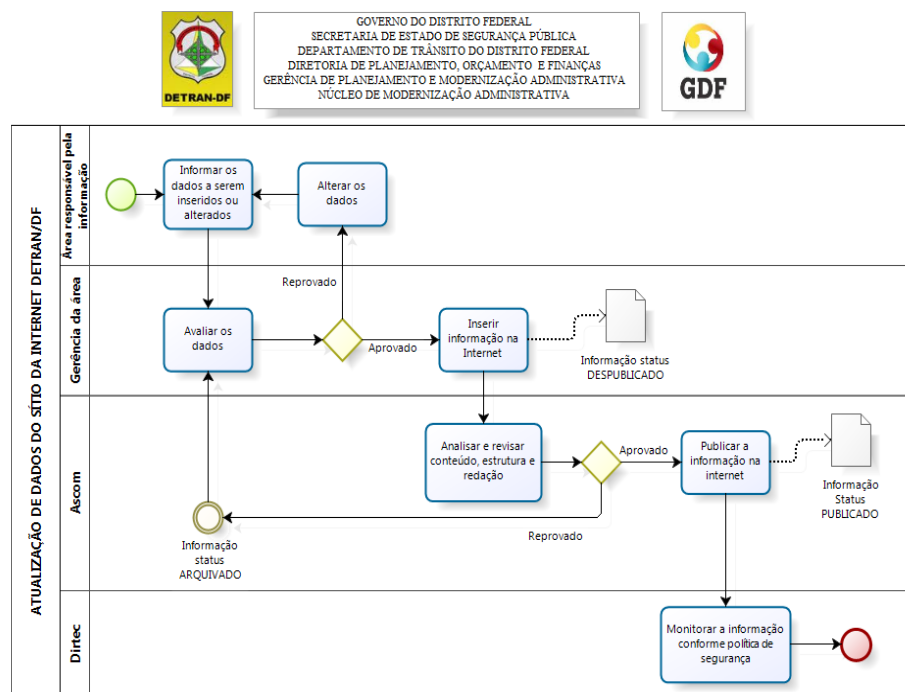 GOVERNO DO DISTRITO FEDERAL
SECRETARIA DE ESTADO DE SEGURANÇA PÚBLICA
DEPARTAMENTO DE TRÂNSITO DO DISTRITO FEDERAL
DIRETORIA DE PLANEJAMENTO, ORÇAMENTO E FINANÇAS
GERÊNCIA DE PLANEJAMENTO E MODERNIZAÇÃO ADMINISTRATIVA
NÚCLEO DE MODERNIZAÇÃO ADMINISTRATIVA
DETRAN-DF
GDF
ATUALIZAÇÃO DE DADOS DO SÍTIO DA INTERNET DETRAN/DF
Área responsável pela
informação
Informar os
dados a serem
inseridos ou
alterados
Alterar os
dados
Reprovado
Gerência da área
Avaliar os
dados
Aprovado
Inserir
informação na
Internet
Informação status
DESPUBLICADO
Ascom
Analisar e revisar
conteúdo, estrutura e
redação
Aprovado
Publicar a
informação na
internet
Informação
Status
PUBLICADO
Reprovado
Informação
status
ARQUIVADO
Dirtec
Monitorar a informação
conforme política de
segurança